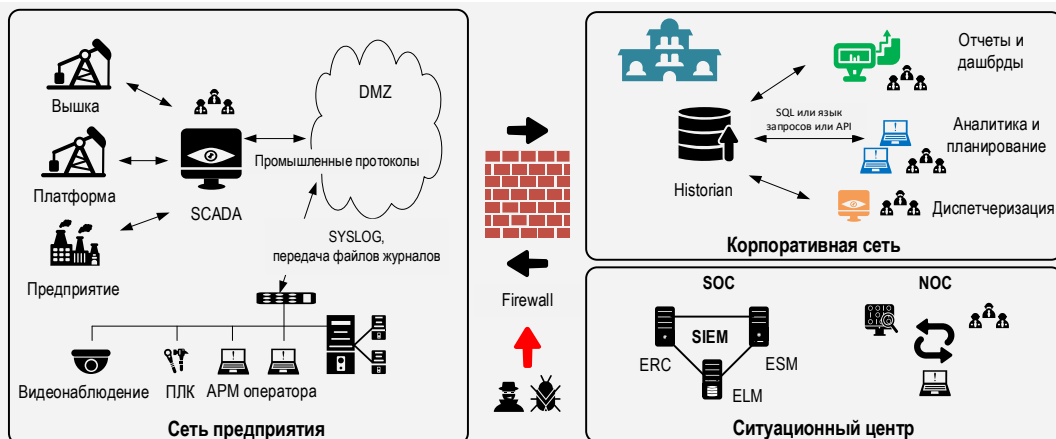 Вышка
Платформа
Предприятие
SCADA
DMZ
Промышленные протоколы
SYSLOG,
передача файлов журналов
Видеонаблюдение
ПЛК
АРМ оператора
Сеть предприятия
Firewall
Historian
SQL или язык
запросов или API
Отчеты и
дашбрды
Аналитика и
планирование
Диспетчеризация
Корпоративная сеть
SOC
SIEM
ERC
ESM
ELM
NOC
Ситуационный центр